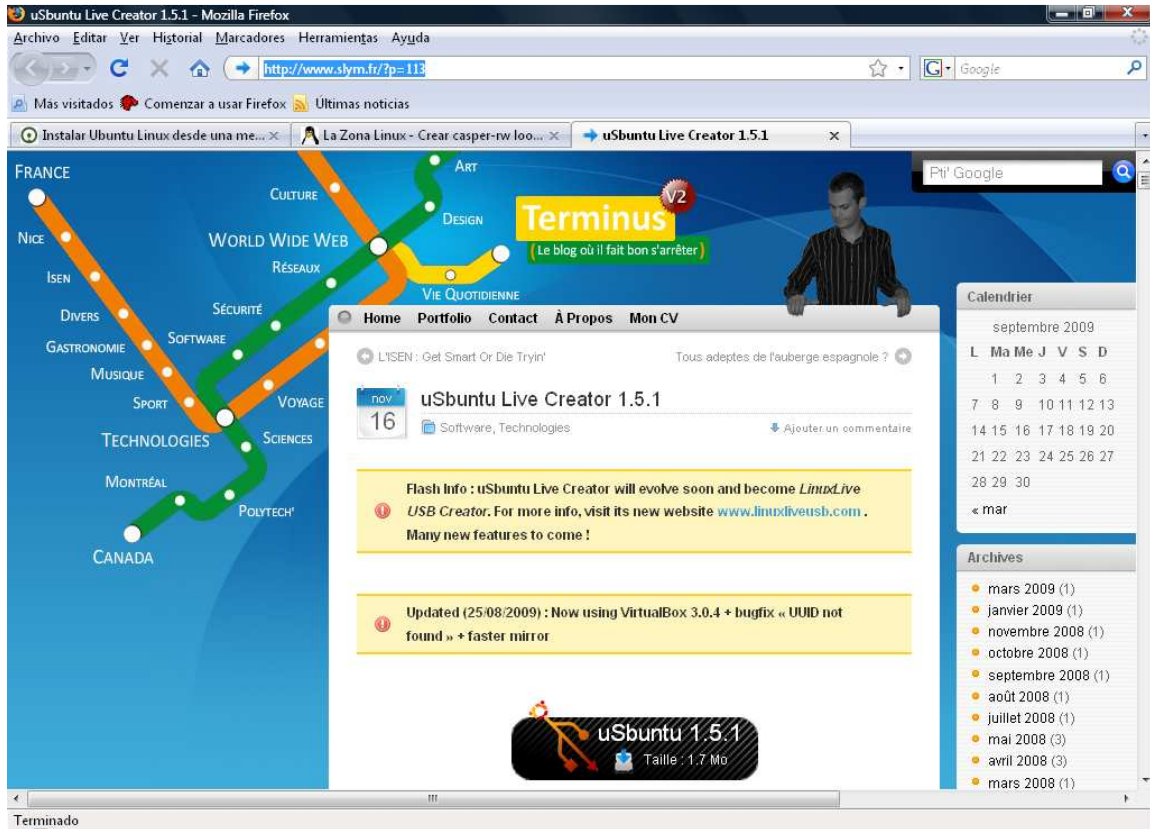 uSbuntu Live Creator 1.5.1 - Mozilla Firefox
Archivo Editar Ver Historial Marcadores Herramientas Ayuda
http://www.slym.fr/?p=113
G Google
Más visitados Comenzar a usar Firefox Últimas noticias
Instalar Ubuntu Linux desde una me...
La Zona Linux - Crear casper-rw loo...
uSbuntu Live Creator 1.5.1
FRANCE
NICE
ISEN
DIVERS
GASTRONOMIE
MUSIQUE
SPORT
TECHNOLOGIES
MONTRÉAL
POLYTECH'
CANADA
CULTURE
WORLD WIDE WEB
RÉSEAUX
SÉCURITÉ
SOFTWARE
VOYAGE
SCIENCES
ART
DESIGN
VIE QUOTIDIENNE
Terminus
V2
(Le blog où il fait bon s'arrêter)
Pti' Google
Home Portfolio Contact À Propos Mon CV
L'ISEN : Get Smart Or Die Tryin'
Tous adeptes de l'auberge espagnole ?
nov
16
uSbuntu Live Creator 1.5.1
Software, Technologies
Ajouter un commentaire
Flash Info : uSbuntu Live Creator will evolve soon and become LinuxLive
USB Creator. For more info, visit its new website www.linuxliveusb.com .
Many new features to come !
Updated (25/08/2009) : Now using VirtualBox 3.0.4 + bugfix « UUID not
found » + faster mirror
uSbuntu 1.5.1
Taille : 1.7 Mo
Calendrier
septembre 2009
L Ma Me J V S D
1 2 3 4 5 6
7 8 9 10 11 12 13
14 15 16 17 18 19 20
21 22 23 24 25 26 27
28 29 30
« mar
Archives
mars 2009 (1)
janvier 2009 (1)
novembre 2008 (1)
octobre 2008 (1)
septembre 2008 (1)
août 2008 (1)
juillet 2008 (1)
mai 2008 (3)
avril 2008 (3)
mars 2008 (1)
Terminado